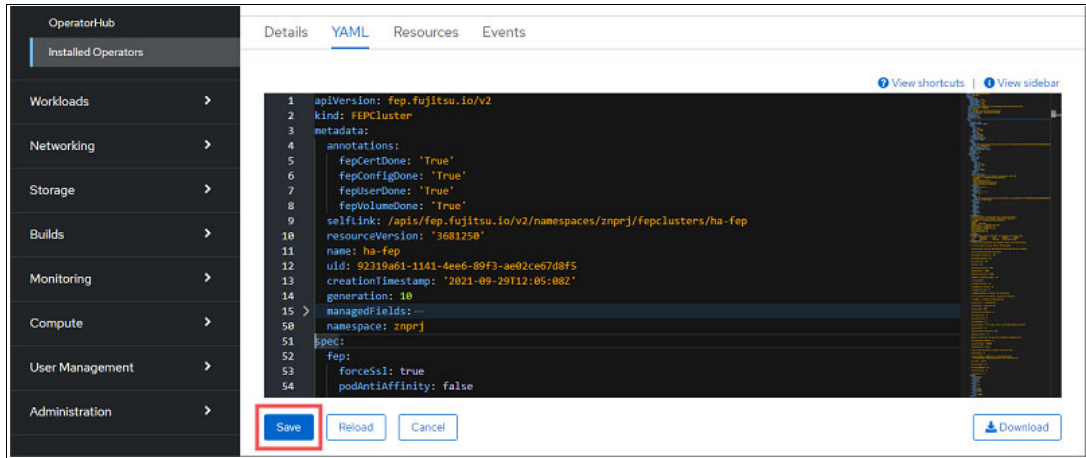 OperatorHub
Installed Operators
Workloads
Networking
Storage
Builds
Monitoring
Compute
User Management
Administration
Details YAML Resources Events
View shortcuts | View sidebar
1 apiVersion: fep.fujitsu.io/v2
2 kind: FEPCluster
3 metadata:
4 annotations:
5 fepCertDone: 'True'
6 fepConfigDone: 'True'
7 fepUserDone: 'True'
8 fepVolumeDone: 'True'
9 selfLink: /apis/fep.fujitsu.io/v2/namespaces/znprj/fepclusters/ha-fep
10 resourceVersion: '3681250'
11 name: ha-fep
12 uid: 92319a61-1141-4ee6-89f3-ae02ce67d8f5
13 creationTimestamp: '2021-09-29T12:05:08Z'
14 generation: 10
15 managedFields: ...
50 namespace: znprj
51 spec:
52 fep:
53 forceSsl: true
54 podAntiAffinity: false
Save Reload Cancel Download